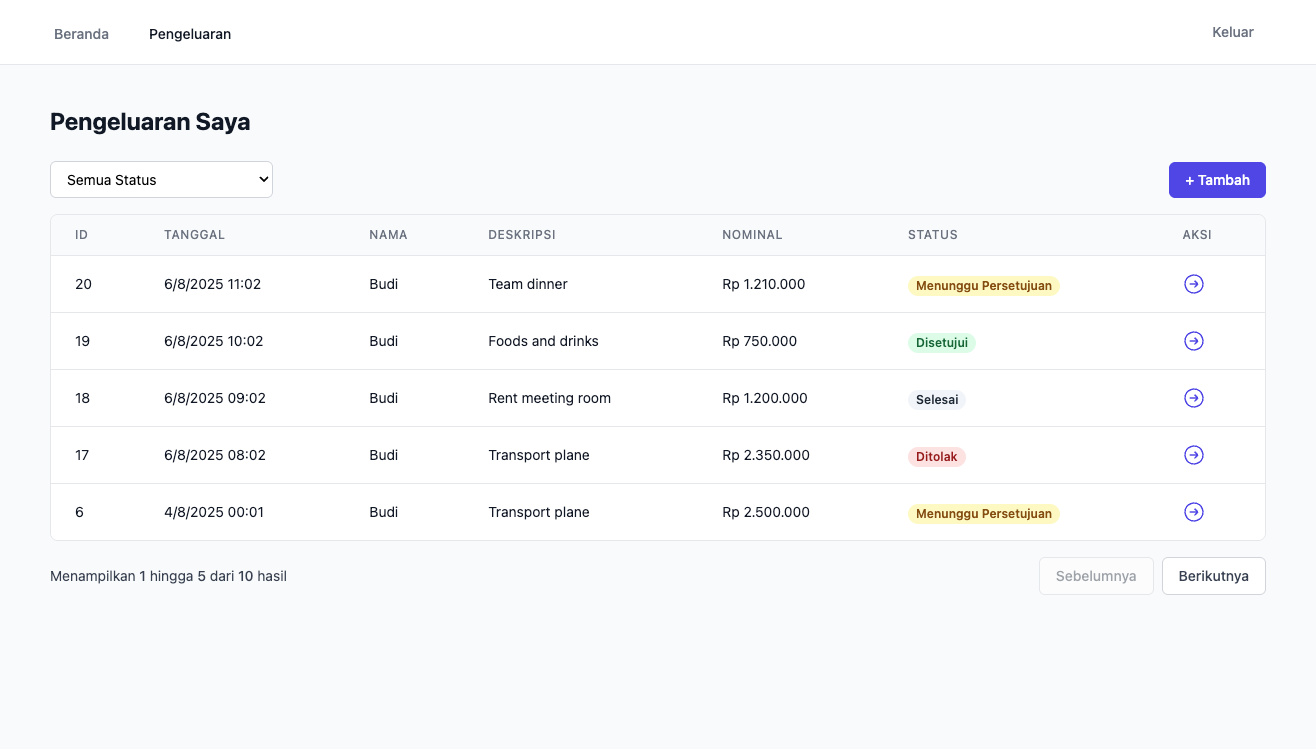 Beranda Pengeluaran Keluar
Pengeluaran Saya
Semua Status + Tambah
ID TANGGAL NAMA DESKRIPSI NOMINAL STATUS AKSI
20 6/8/2025 11:02 Budi Team dinner Rp 1.210.000 Menunggu Persetujuan
19 6/8/2025 10:02 Budi Foods and drinks Rp 750.000 Disetujui
18 6/8/2025 09:02 Budi Rent meeting room Rp 1.200.000 Selesai
17 6/8/2025 08:02 Budi Transport plane Rp 2.350.000 Ditolak
6 4/8/2025 00:01 Budi Transport plane Rp 2.500.000 Menunggu Persetujuan
Menampilkan 1 hingga 5 dari 10 hasil Sebelumnya Berikutnya